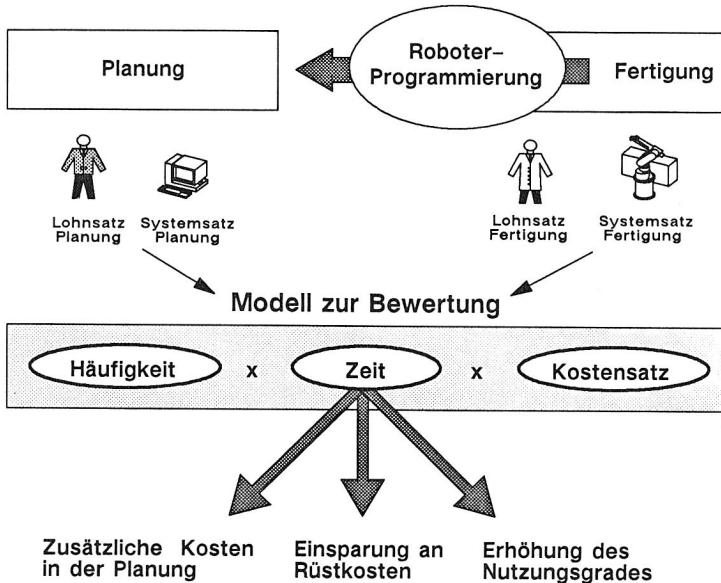 Planung
Roboter–
Programmierung
Fertigung
Lohnsatz
Planung
Systemsatz
Planung
Lohnsatz
Fertigung
Systemsatz
Fertigung
Modell zur Bewertung
Häufigkeit x Zeit x Kostensatz
Zusätzliche Kosten
in der Planung
Einsparung an
Rüstkosten
Erhöhung des
Nutzungsgrades